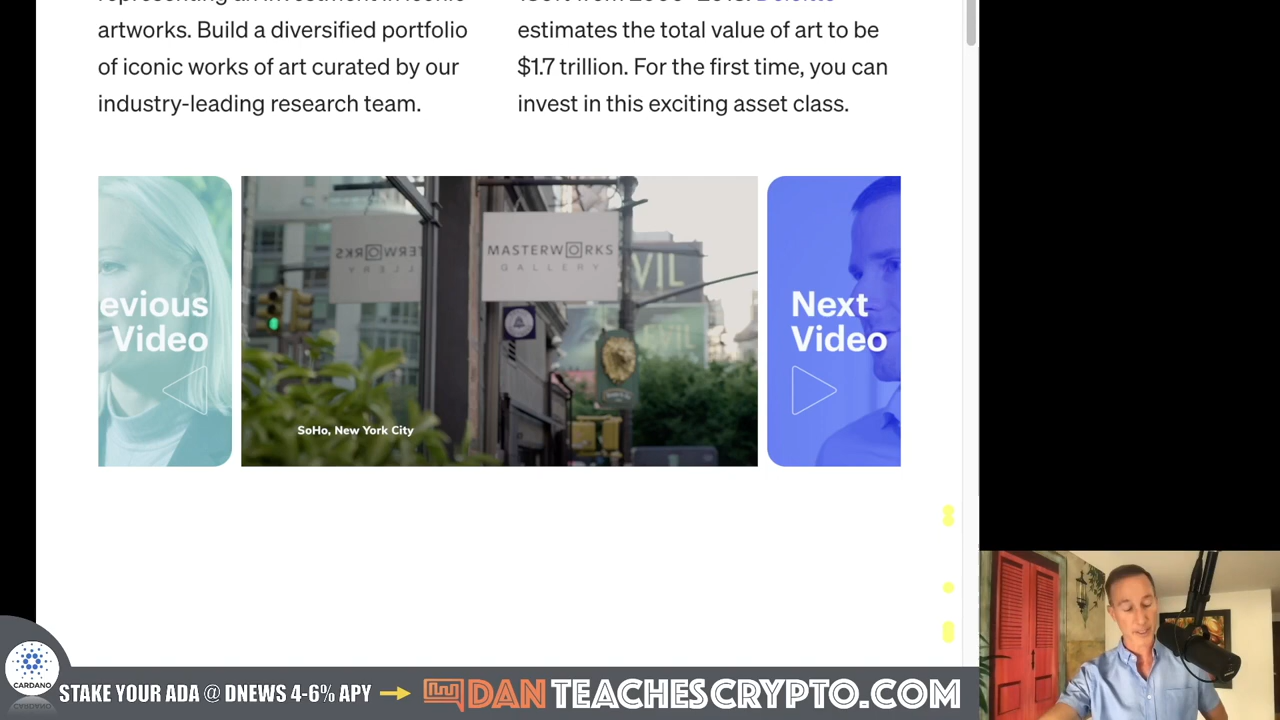 artworks. Build a diversified portfolio
of iconic works of art curated by our
industry-leading research team.
estimates the total value of art to be
$1.7 trillion. For the first time, you can
invest in this exciting asset class.
evious
Video
MASTERWORKS
GALLERY
VIL
SoHo, New York City
Next
Video
CARDANO
STAKE YOUR ADA @ DNEWS 4-6% APY
DAN TEACHESCRYPTO.COM